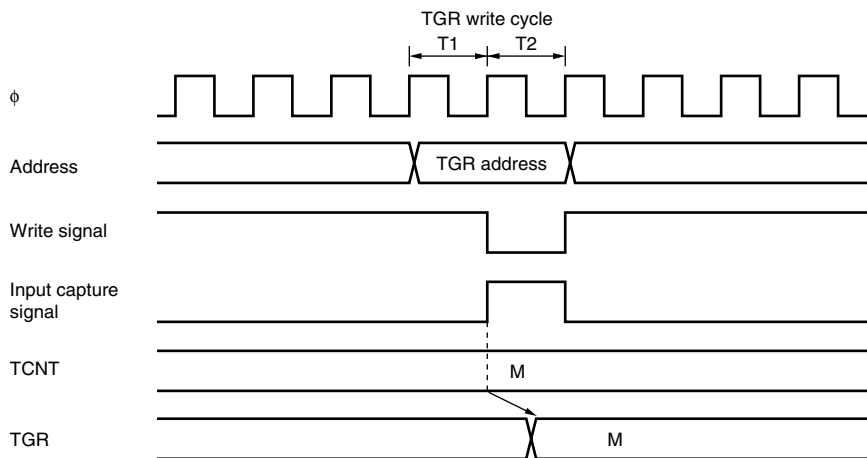 TGR write cycle
T1 T2
ϕ
Address
TGR address
Write signal
Input capture
signal
TCNT
M
TGR
M